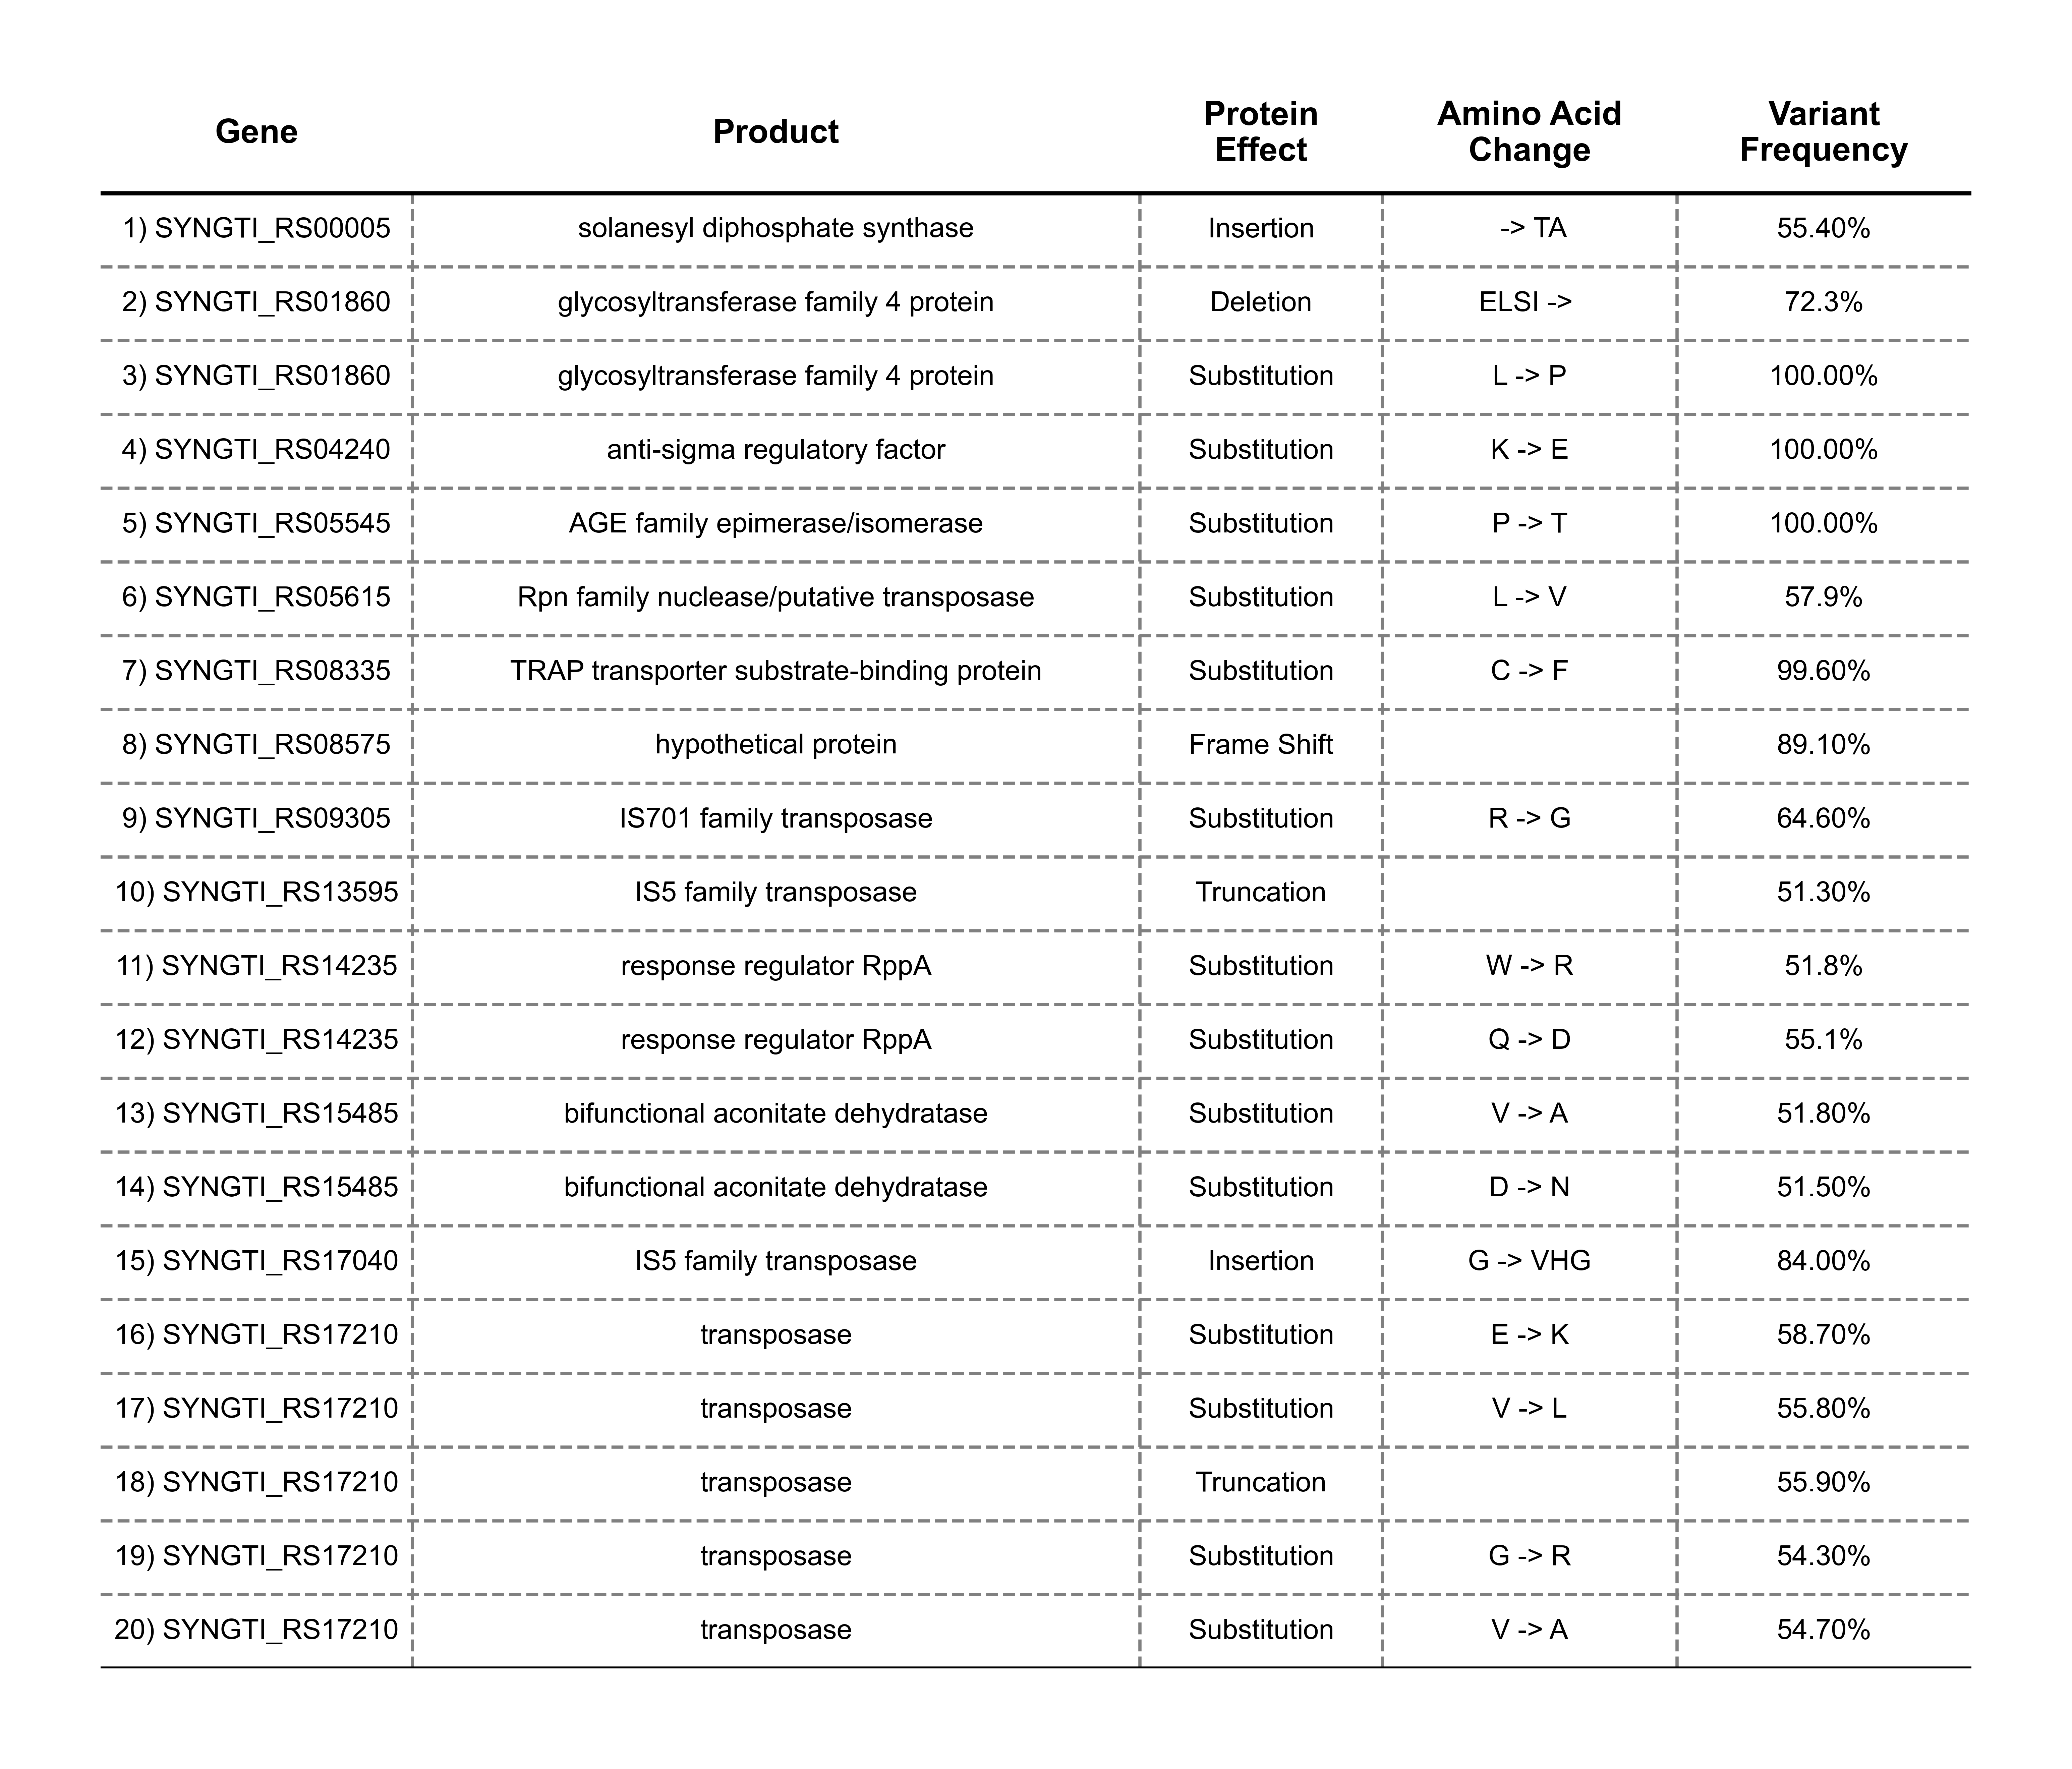 Gene Product Protein Effect Amino Acid Change Variant Frequency
1) SYNGTI_RS00005 solanesyl diphosphate synthase Insertion -> TA 55.40%
2) SYNGTI_RS01860 glycosyltransferase family 4 protein Deletion ELSI -> 72.3%
3) SYNGTI_RS01860 glycosyltransferase family 4 protein Substitution L -> P 100.00%
4) SYNGTI_RS04240 anti-sigma regulatory factor Substitution K -> E 100.00%
5) SYNGTI_RS05545 AGE family epimerase/isomerase Substitution P -> T 100.00%
6) SYNGTI_RS05615 Rpn family nuclease/putative transposase Substitution L -> V 57.9%
7) SYNGTI_RS08335 TRAP transporter substrate-binding protein Substitution C -> F 99.60%
8) SYNGTI_RS08575 hypothetical protein Frame Shift 89.10%
9) SYNGTI_RS09305 IS701 family transposase Substitution R -> G 64.60%
10) SYNGTI_RS13595 IS5 family transposase Truncation 51.30%
11) SYNGTI_RS14235 response regulator RppA Substitution W -> R 51.8%
12) SYNGTI_RS14235 response regulator RppA Substitution Q -> D 55.1%
13) SYNGTI_RS15485 bifunctional aconitate dehydratase Substitution V -> A 51.80%
14) SYNGTI_RS15485 bifunctional aconitate dehydratase Substitution D -> N 51.50%
15) SYNGTI_RS17040 IS5 family transposase Insertion G -> VHG 84.00%
16) SYNGTI_RS17210 transposase Substitution E -> K 58.70%
17) SYNGTI_RS17210 transposase Substitution V -> L 55.80%
18) SYNGTI_RS17210 transposase Truncation 55.90%
19) SYNGTI_RS17210 transposase Substitution G -> R 54.30%
20) SYNGTI_RS17210 transposase Substitution V -> A 54.70%